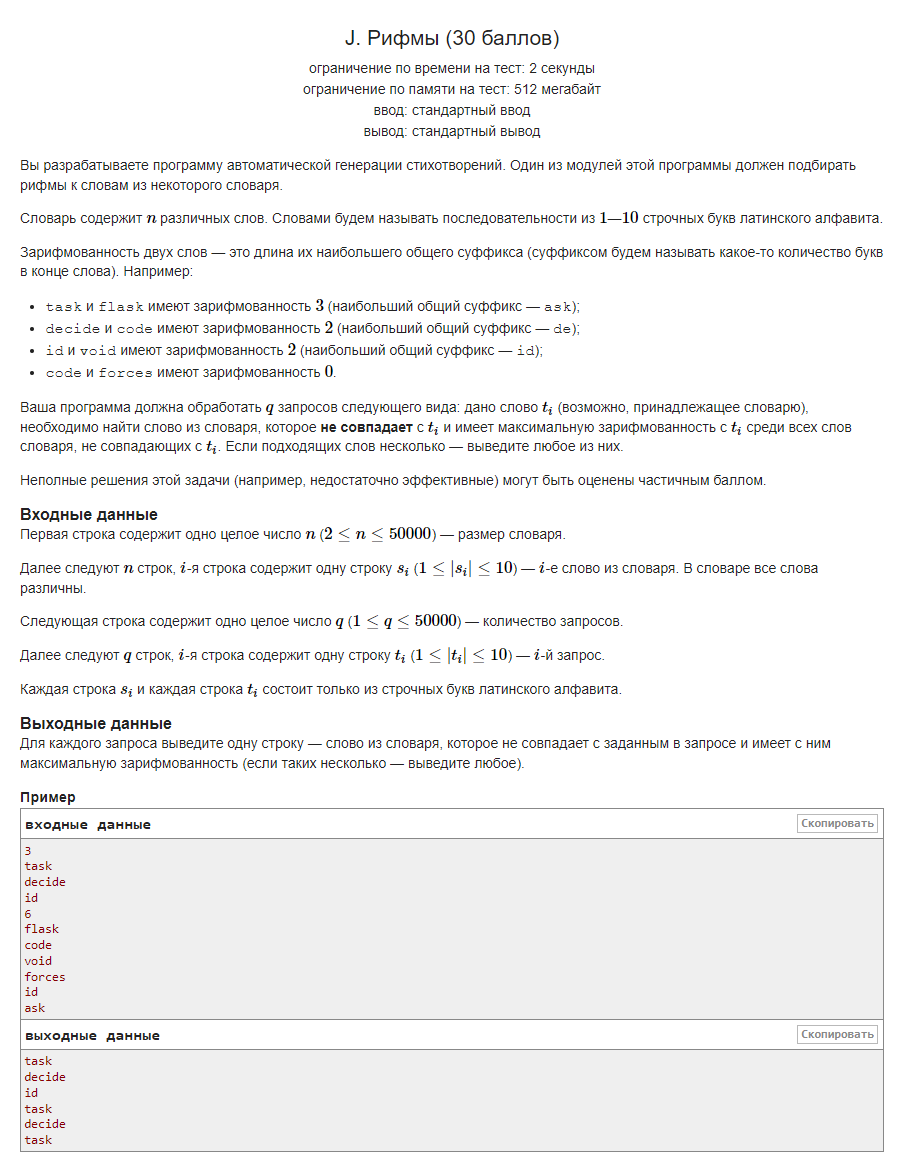 J. Рифмы (30 баллов)
ограничение по времени на тест: 2 секунды
ограничение по памяти на тест: 512 мегабайт
ввод: стандартный ввод
вывод: стандартный вывод
Вы разрабатываете программу автоматической генерации стихотворений. Один из модулей этой программы должен подбирать
рифмы к словам из некоторого словаря.
Словарь содержит n различных слов. Словами будем называть последовательности из 1—10 строчных букв латинского алфавита.
Зарифмованность двух слов — это длина их наибольшего общего суффикса (суффиксом будем называть какое-то количество букв
в конце слова). Например:
• task и flask имеют зарифмованность 3 (наибольший общий суффикс — ask);
• decide и code имеют зарифмованность 2 (наибольший общий суффикс — de);
• id и void имеют зарифмованность 2 (наибольший общий суффикс — id);
• code и forces имеют зарифмованность 0.
Ваша программа должна обработать q запросов следующего вида: дано слово t_i (возможно, принадлежащее словарю),
необходимо найти слово из словаря, которое не совпадает с t_i и имеет максимальную зарифмованность с t_i среди всех слов
словаря, не совпадающих с t_i. Если подходящих слов несколько — выведите любое из них.
Неполные решения этой задачи (например, недостаточно эффективные) могут быть оценены частичным баллом.
Входные данные
Первая строка содержит одно целое число n (2 ≤ n ≤ 50000) — размер словаря.
Далее следуют n строк, i-я строка содержит одну строку s_i (1 ≤ |s_i| ≤ 10) — i-е слово из словаря. В словаре все слова
различны.
Следующая строка содержит одно целое число q (1 ≤ q ≤ 50000) — количество запросов.
Далее следуют q строк, i-я строка содержит одну строку t_i (1 ≤ |t_i| ≤ 10) — i-й запрос.
Каждая строка s_i и каждая строка t_i состоит только из строчных букв латинского алфавита.
Выходные данные
Для каждого запроса выведите одну строку — слово из словаря, которое не совпадает с заданным в запросе и имеет с ним
максимальную зарифмованность (если таких несколько — выведите любое).
Пример
входные данные
Скопировать
3
task
decide
id
6
flask
code
void
forces
id
ask
выходные данные
Скопировать
task
decide
id
task
decide
task